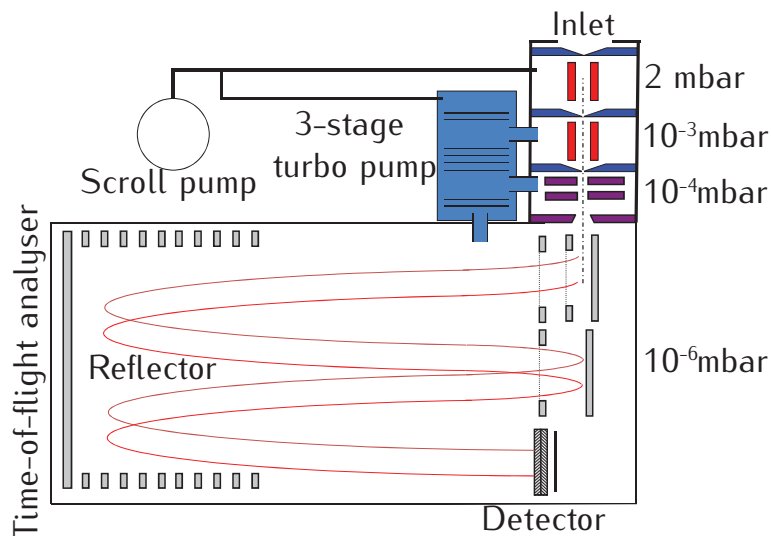 Inlet
2 mbar
3-stage
turbo pump
10⁻³mbar
Scroll pump
10⁻⁴mbar
Time-of-flight analyser
Reflector
10⁻⁶mbar
Detector